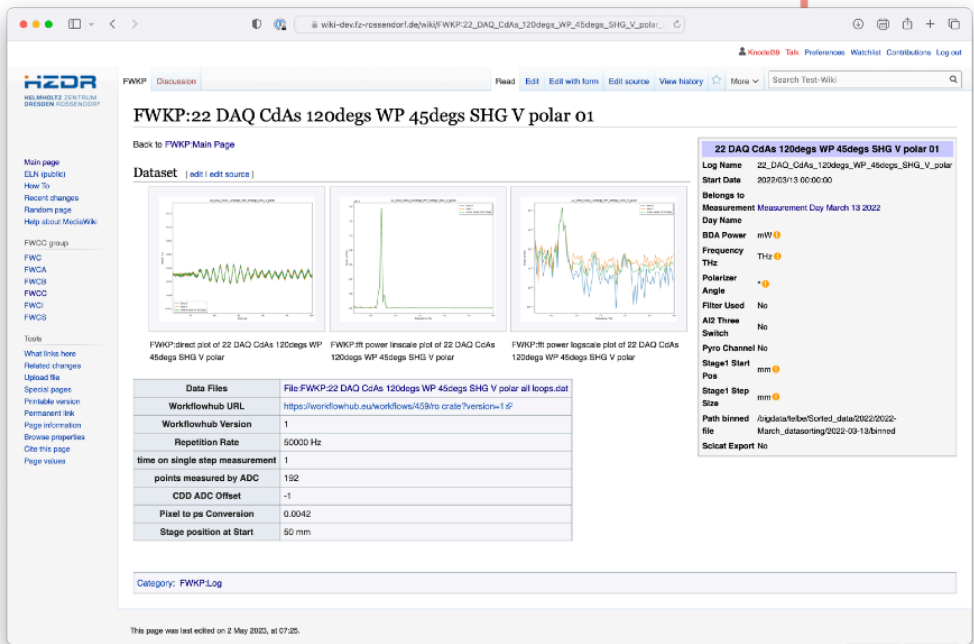 wiki-dev.fz-rossendorf.de/wiki/FWKP:22_DAQ_CdAs_120degs_WP_45degs_SHG_V_polar_
Knodel39 Talk Preferences Watchlist Contributions Log out
HZDR
HELMHOLTZ ZENTRUM
DRESDEN ROSSENDORF
FWKP Discussion Read Edit Edit with form Edit source View history More Search Test-Wiki
FWKP:22 DAQ CdAs 120degs WP 45degs SHG V polar 01
Back to FWKP:Main Page
Main page
ELN (public)
How To
Recent changes
Random page
Help about MediaWiki
FWCC group
FWC
FWCA
FWCB
FWCC
FWCI
FWCS
Tools
What links here
Related changes
Upload file
Special pages
Printable version
Permanent link
Page information
Browse properties
Cite this page
Page values
Dataset [ edit | edit source ]
FWKP:direct plot of 22 DAQ CdAs 120degs WP
45degs SHG V polar
FWKP:fft power linscale plot of 22 DAQ CdAs
120degs WP 45degs SHG V polar
FWKP:fft power logscale plot of 22 DAQ CdAs
120degs WP 45degs SHG V polar
Data Files File:FWKP:22 DAQ CdAs 120degs WP 45degs SHG V polar all loops.dat
Workflowhub URL https://workflowhub.eu/workflows/459/ro crate?version=1
Workflowhub Version 1
Repetition Rate 50000 Hz
time on single step measurement 1
points measured by ADC 192
CDD ADC Offset -1
Pixel to ps Conversion 0.0042
Stage position at Start 50 mm
22 DAQ CdAs 120degs WP 45degs SHG V polar 01
Log Name 22_DAQ_CdAs_120degs_WP_45degs_SHG_V_polar
Start Date 2022/03/13 00:00:00
Belongs to
Measurement Measurement Day March 13 2022
Day Name
BDA Power mW
Frequency
THz THz
Polarizer
Angle °
Filter Used No
AI2 Three
Switch No
Pyro Channel No
Stage1 Start
Pos mm
Stage1 Step
Size mm
Path binned /bigdata/telbe/Sorted_data/2022/2022-
file March_datasorting/2022-03-13/binned
Scicat Export No
Category: FWKP:Log
This page was last edited on 2 May 2023, at 07:25.